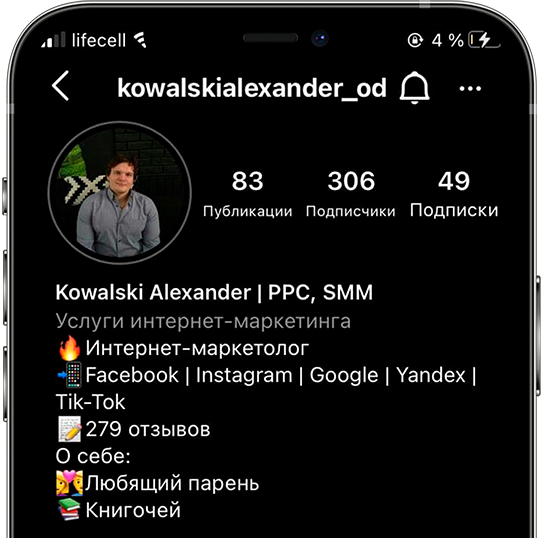 lifecell 4 %
kowalskialexander_od
83 306 49
Публикации Подписчики Подписки
Kowalski Alexander | PPC, SMM
Услуги интернет-маркетинга
🔥Интернет-маркетолог
📲Facebook | Instagram | Google | Yandex |
Tik-Tok
📝279 отзывов
О себе:
💏Любящий парень
📚Книгочей